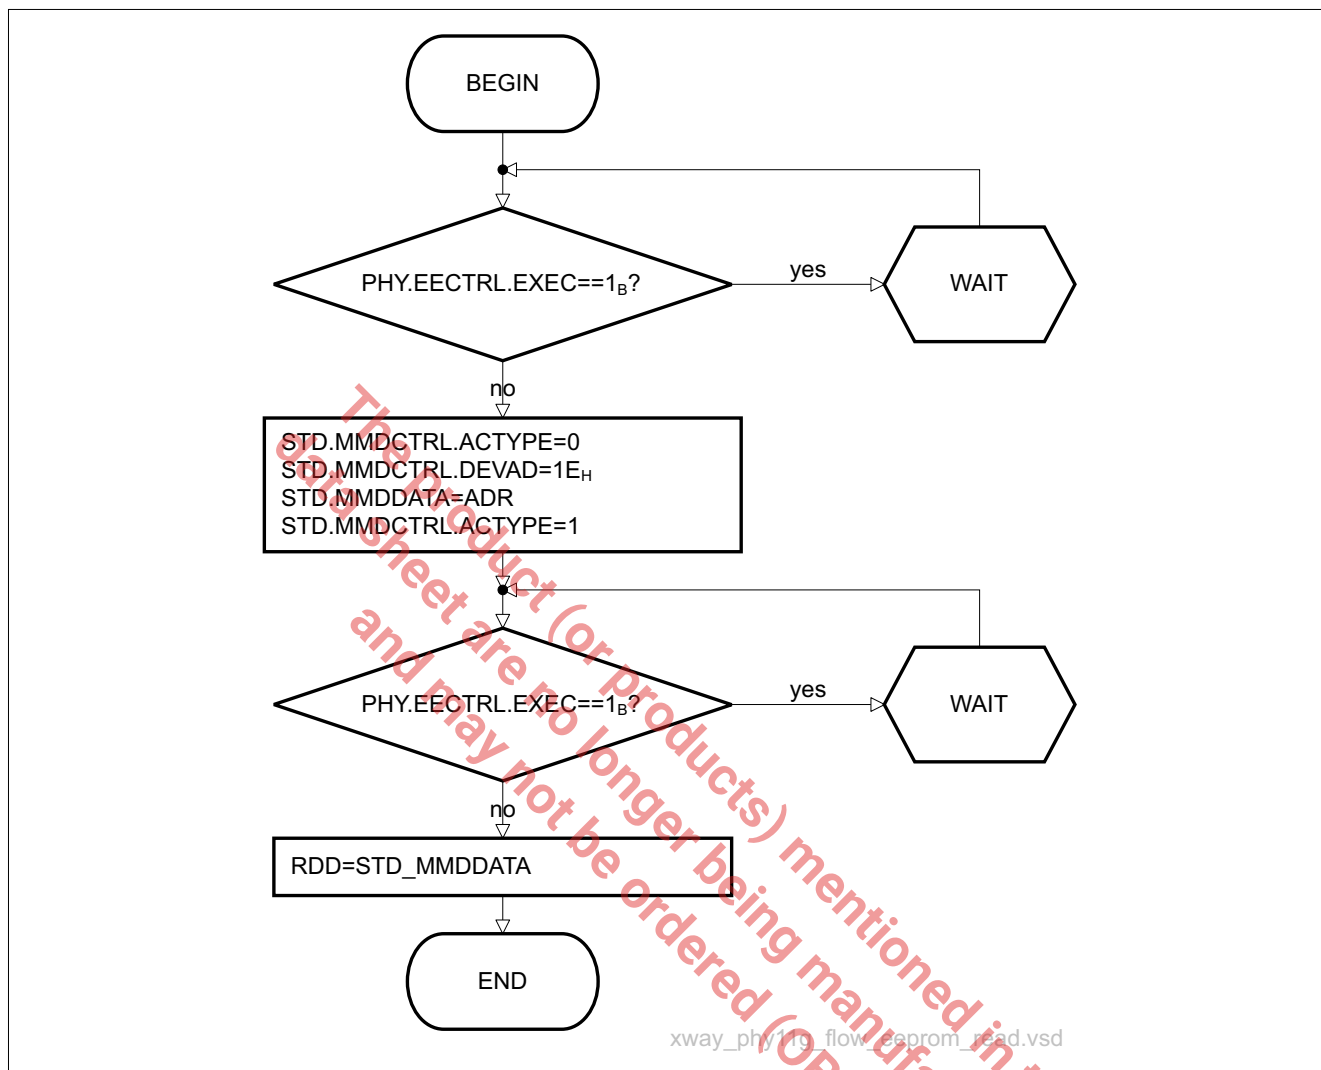 BEGIN
PHY.EECTRL.EXEC==1B?
yes
WAIT
no
STD.MMDCTRL.ACTYPE=0
STD.MMDCTRL.DEVAD=1EH
STD.MMDDATA=ADR
STD.MMDCTRL.ACTYPE=1
PHY.EECTRL.EXEC==1B?
yes
WAIT
no
RDD=STD_MMDDATA
END
xway_phy11g_flow_eeprom_read.vsd
The product (or products) mentioned in
data sheet are no longer being
and may not be ordered